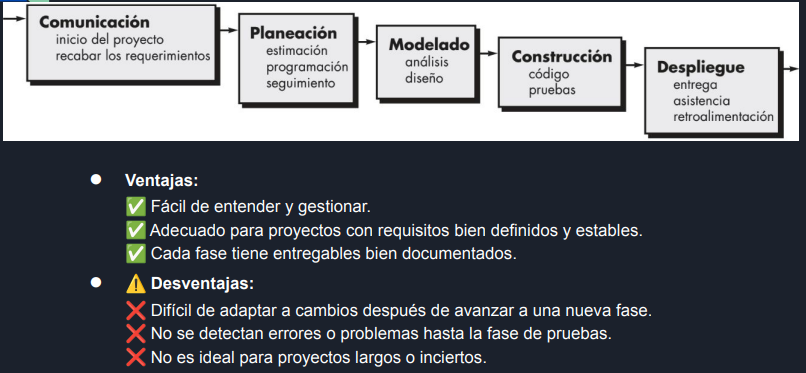 Comunicación
inicio del proyecto
recabar los requerimientos
Planeación
estimación
programación
seguimiento
Modelado
análisis
diseño
Construcción
código
pruebas
Despliegue
entrega
asistencia
retroalimentación
● Ventajas:
✅ Fácil de entender y gestionar.
✅ Adecuado para proyectos con requisitos bien definidos y estables.
✅ Cada fase tiene entregables bien documentados.
● ⚠️ Desventajas:
❌ Difícil de adaptar a cambios después de avanzar a una nueva fase.
❌ No se detectan errores o problemas hasta la fase de pruebas.
❌ No es ideal para proyectos largos o inciertos.